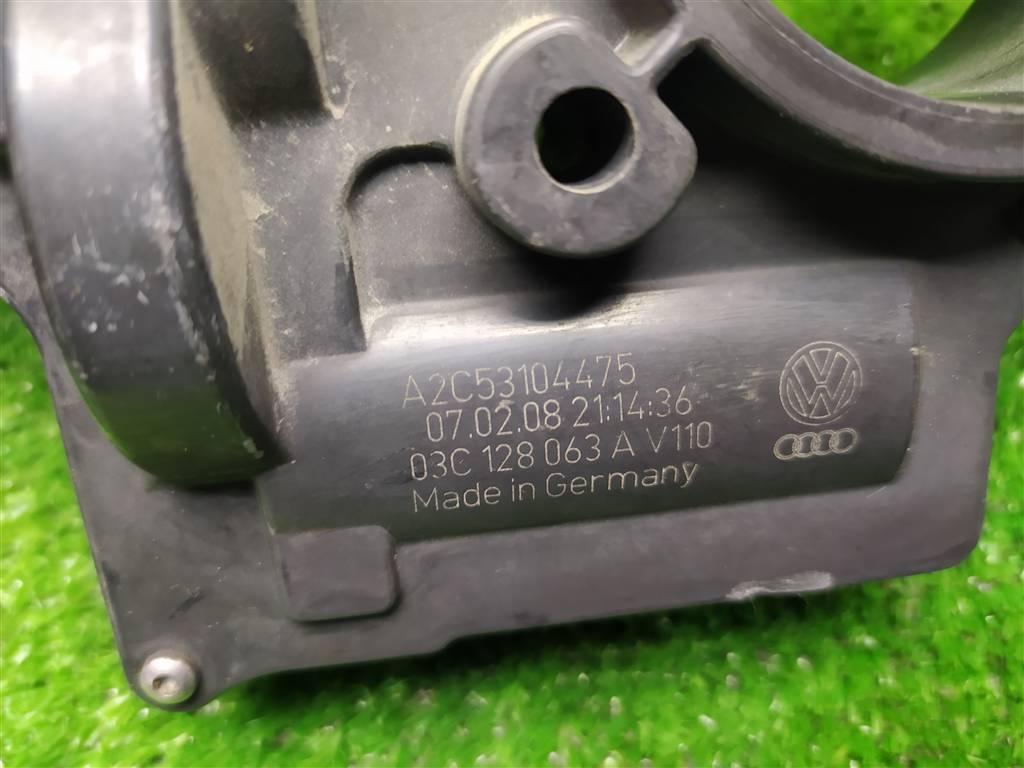 A2C53104475
07.02.08 21:14:36
03C 128 063 A V110
Made in Germany